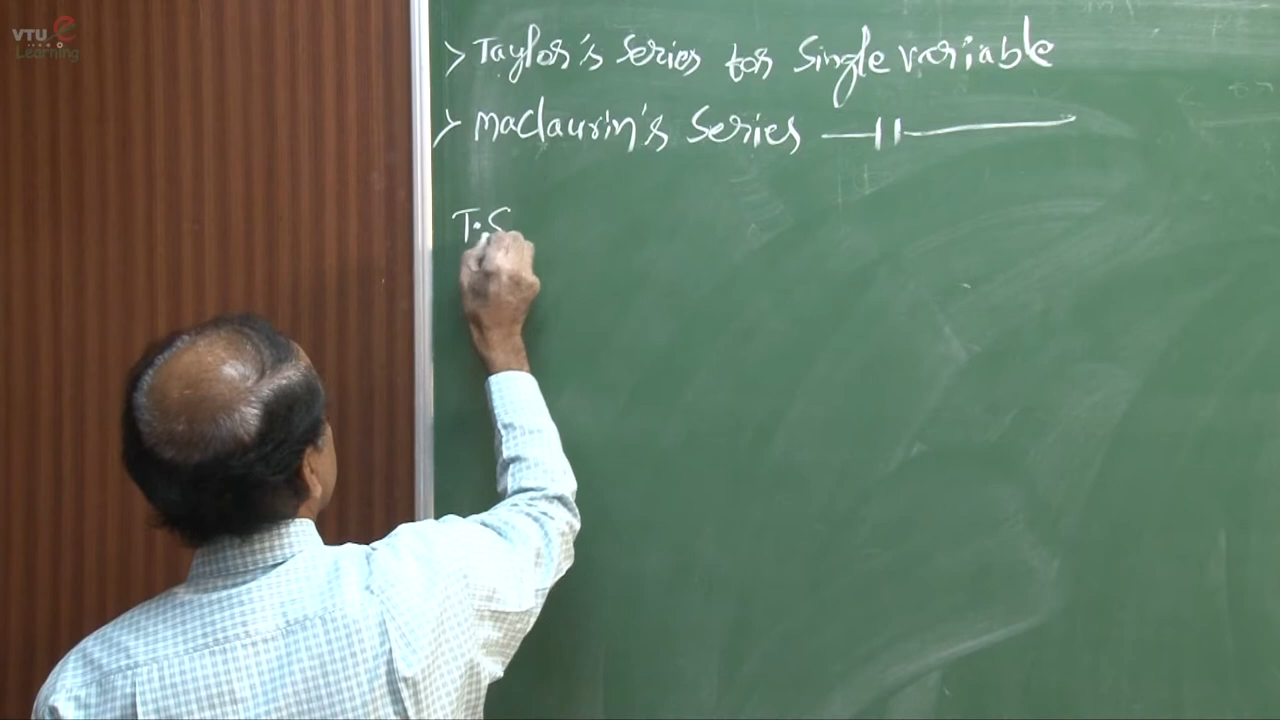 VTU e
Learning
> Taylor's series for single variable
> Maclaurin's series —||—
T.S